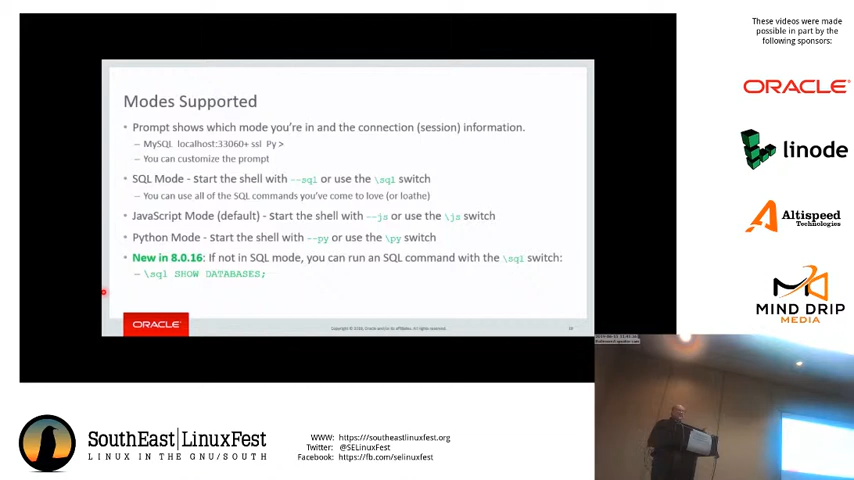 These videos were made
possible in part by the
following sponsors:
ORACLE
linode
Altispeed
Technologies
MIND DRIP
MEDIA
Modes Supported
• Prompt shows which mode you're in and the connection (session) information.
– MySQL localhost:33060+ ssl Py >
– You can customize the prompt
• SQL Mode - start the shell with --sql or use the \sql switch
– You can use all of the SQL commands you've come to love (or loathe)
• JavaScript Mode (default) - start the shell with --js or use the \js switch
• Python Mode - start the shell with --py or use the \py switch
• New in 8.0.16: If not in SQL mode, you can run an SQL command with the \sql switch:
– \sql SHOW DATABASES;
ORACLE
SouthEast|LinuxFest
LINUX IN THE GNU/SOUTH
WWW: https://southeastlinuxfest.org
Twitter: @SELinuxFest
Facebook: https://fb.com/selinuxfest